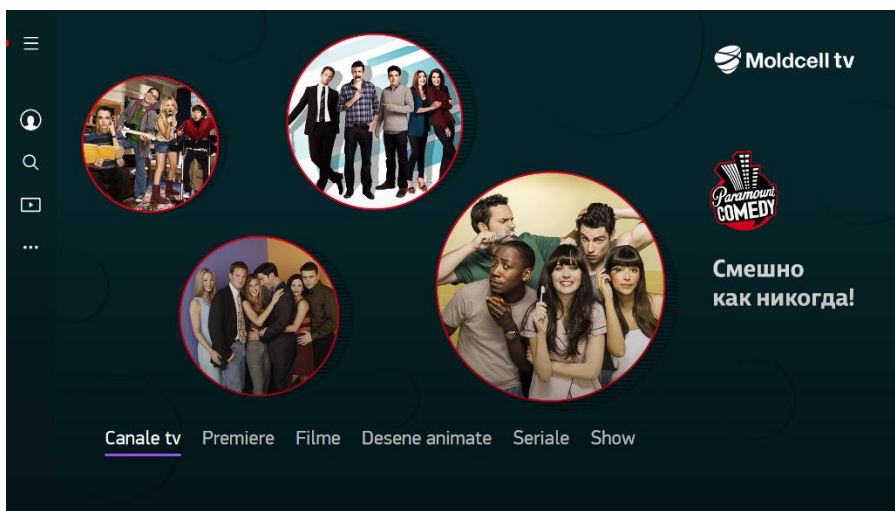 Moldcell tv
Paramount
COMEDY
Смешно
как никогда!
Canale tv Premiere Filme Desene animate Seriale Show